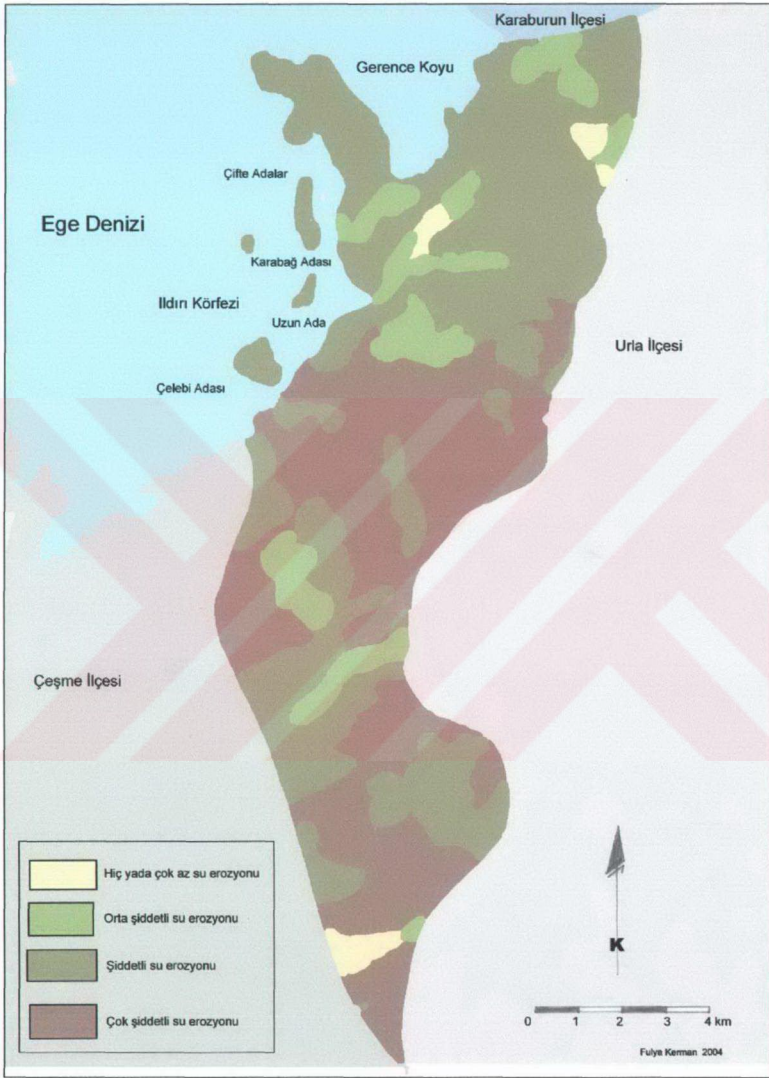 Karaburun İlçesi
Gerence Koyu
Çifte Adalar
Ege Denizi
Karabağ Adası
Ildırı Körfezi
Uzun Ada
Urla İlçesi
Çelebi Adası
Çeşme İlçesi
Hiç yada çok az su erozyonu
Orta şiddetli su erozyonu
Şiddetli su erozyonu
Çok şiddetli su erozyonu
K
0 1 2 3 4 km
Fulya Kerman 2004